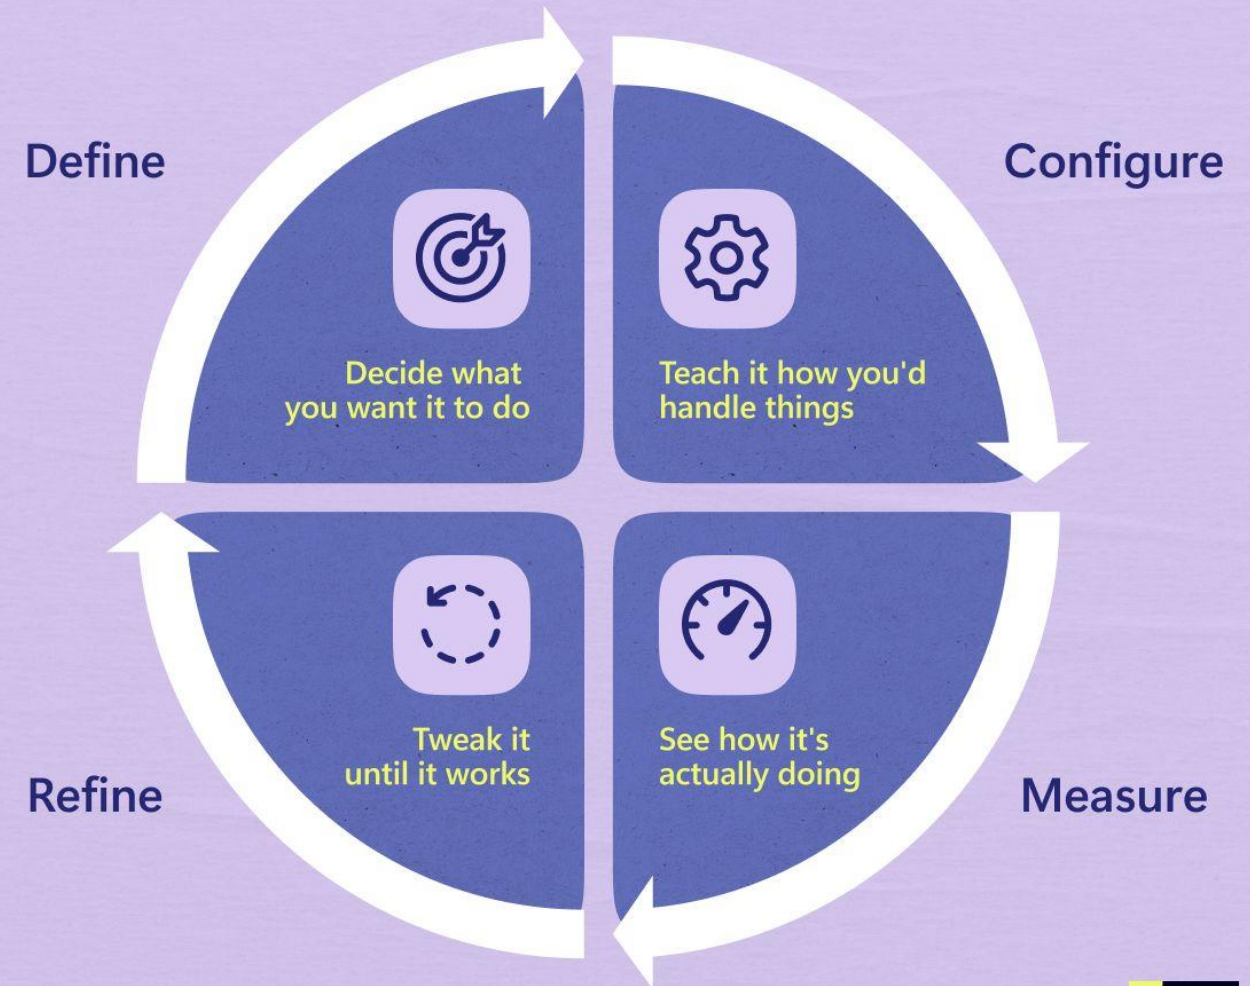 Define
Configure
Decide what
you want it to do
Teach it how you'd
handle things
Tweak it
until it works
See how it's
actually doing
Refine
Measure